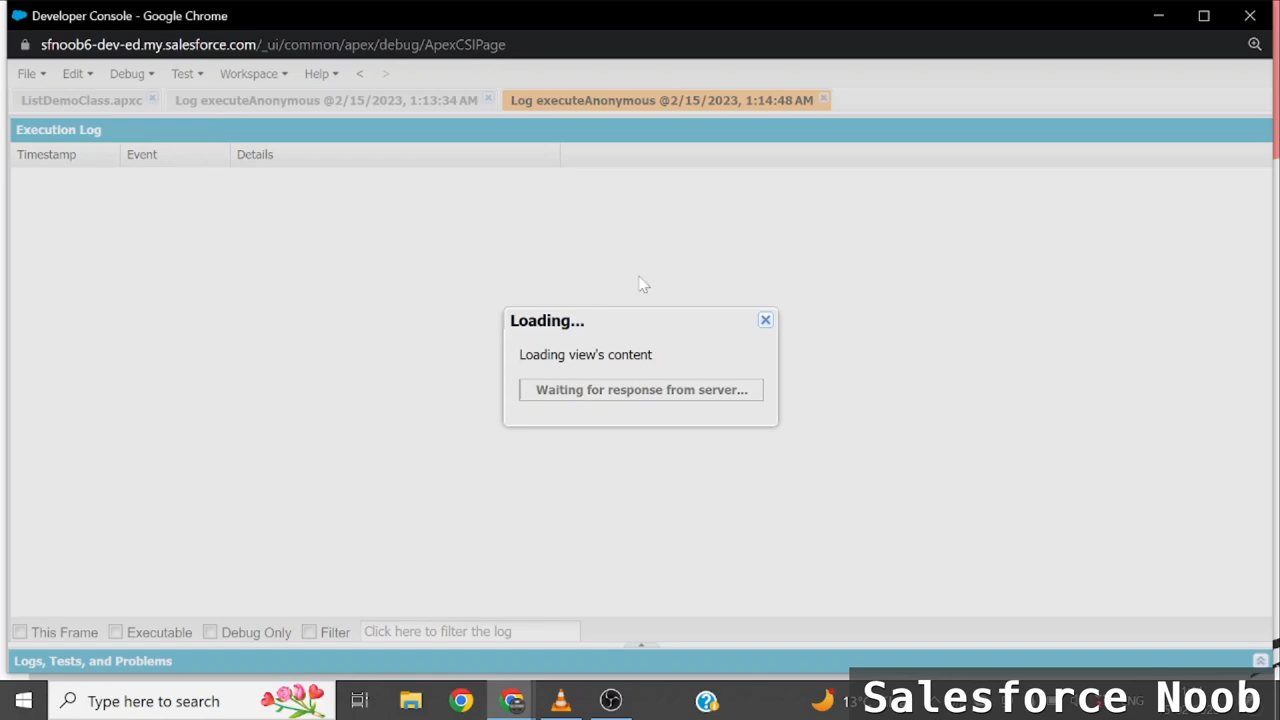 Developer Console - Google Chrome
sfnoob6-dev-ed.my.salesforce.com/_ui/common/apex/debug/ApexCSIPage
File Edit Debug Test Workspace Help < >
ListDemoClass.apxc Log executeAnonymous @2/15/2023, 1:13:34 AM Log executeAnonymous @2/15/2023, 1:14:48 AM
Execution Log
Timestamp Event Details
Loading...
Loading view's content
Waiting for response from server...
This Frame Executable Debug Only Filter Click here to filter the log
Logs, Tests, and Problems
Type here to search
Salesforce Noob